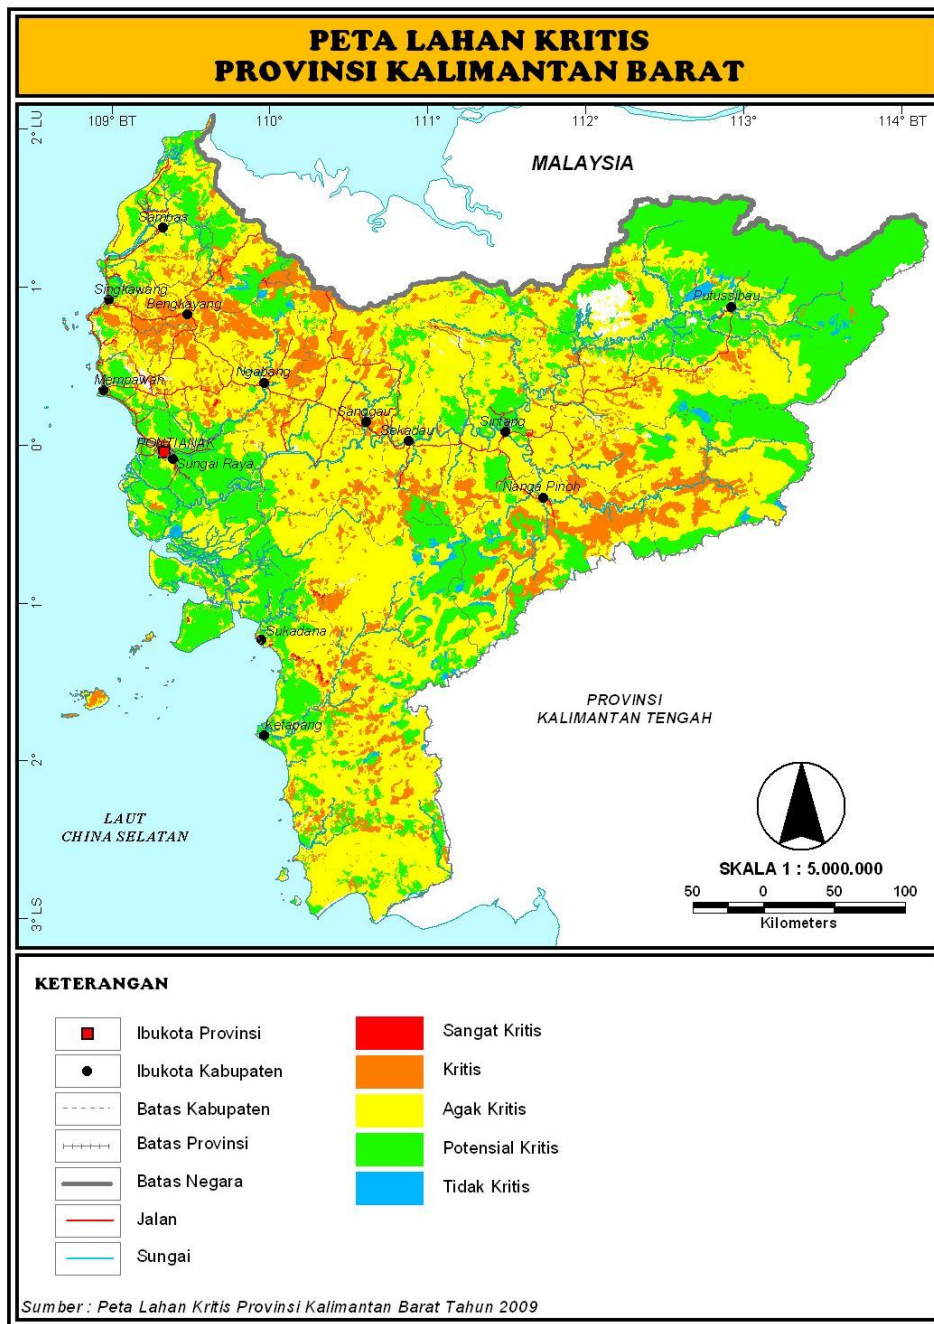 PETA LAHAN KRITIS
PROVINSI KALIMANTAN BARAT
109° BT 110° 111° 112° 113° 114° BT
2° LU
MALAYSIA
Sambas
1°
Singkawang
Bengkayang
Putussibau
Mempawah
Ngabang
Sanggau
Sekadau
Sintang
0°
PONTIANAK
Sungai Raya
Nanga Pinoh
1°
Sukadana
PROVINSI
KALIMANTAN TENGAH
Ketapang
2°
LAUT
CHINA SELATAN
SKALA 1 : 5.000.000
50 0 50 100
Kilometers
3° LS
KETERANGAN
Ibukota Provinsi
Ibukota Kabupaten
Batas Kabupaten
Batas Provinsi
Batas Negara
Jalan
Sungai
Sangat Kritis
Kritis
Agak Kritis
Potensial Kritis
Tidak Kritis
Sumber : Peta Lahan Kritis Provinsi Kalimantan Barat Tahun 2009